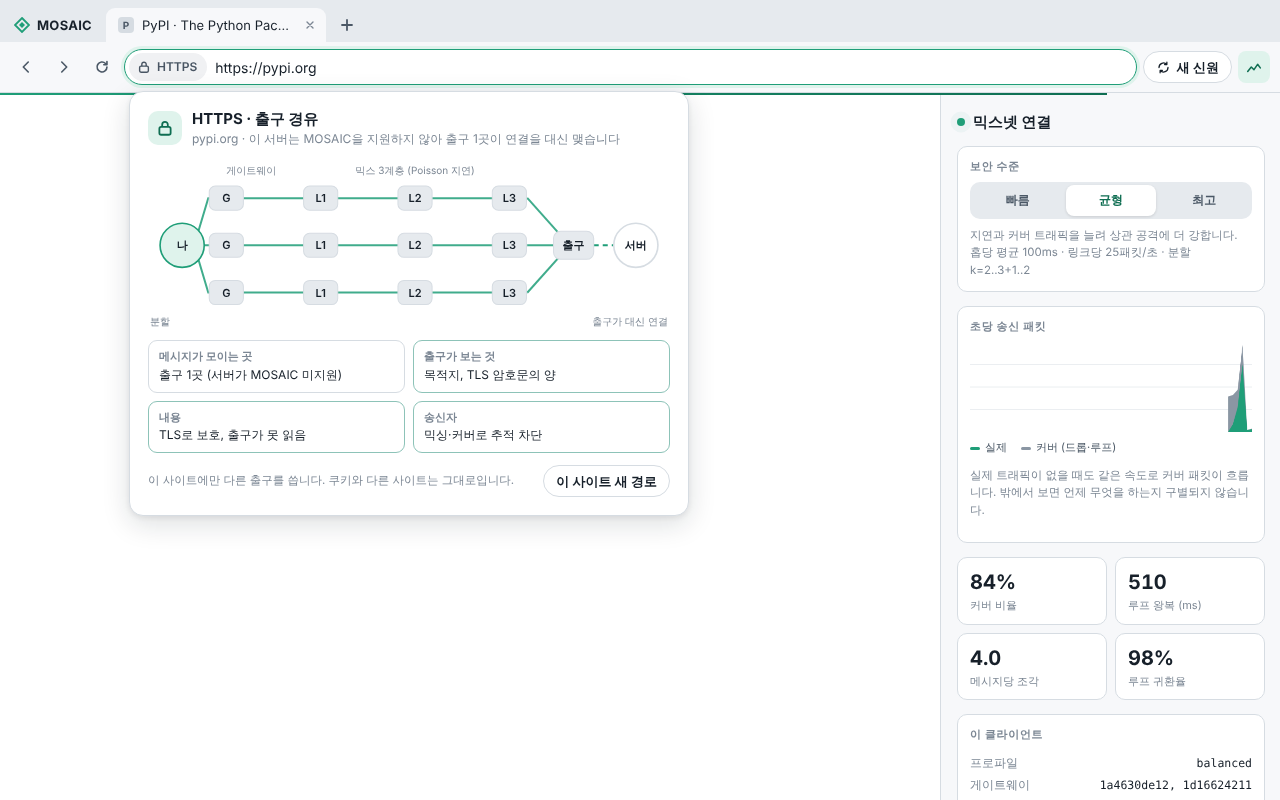 MOSAIC
P PyPI · The Python Pac...
HTTPS https://pypi.org
새 신원
HTTPS · 출구 경유
pypi.org · 이 서버는 MOSAIC을 지원하지 않아 출구 1곳이 연결을 대신 맺습니다
게이트웨이 믹스 3계층 (Poisson 지연)
G L1 L2 L3
나 G L1 L2 L3 출구 서버
G L1 L2 L3
분할 출구가 대신 연결
메시지가 모이는 곳
출구 1곳 (서버가 MOSAIC 미지원)
출구가 보는 것
목적지, TLS 암호문의 양
내용
TLS로 보호, 출구가 못 읽음
송신자
믹싱·커버로 추적 차단
이 사이트에만 다른 출구를 씁니다. 쿠키와 다른 사이트는 그대로입니다.
이 사이트 새 경로
믹스넷 연결
보안 수준
빠름 균형 최고
지연과 커버 트래픽을 늘려 상관 공격에 더 강합니다.
홉당 평균 100ms · 링크당 25패킷/초 · 분할
k=2..3+1..2
초당 송신 패킷
실제 커버 (드롭·루프)
실제 트래픽이 없을 때도 같은 속도로 커버 패킷이 흐릅
니다. 밖에서 보면 언제 무엇을 하는지 구별되지 않습니
다.
84%
커버 비율
510
루프 왕복 (ms)
4.0
메시지당 조각
98%
루프 귀환율
이 클라이언트
프로파일 balanced
게이트웨이 1a4630de12, 1d16624211